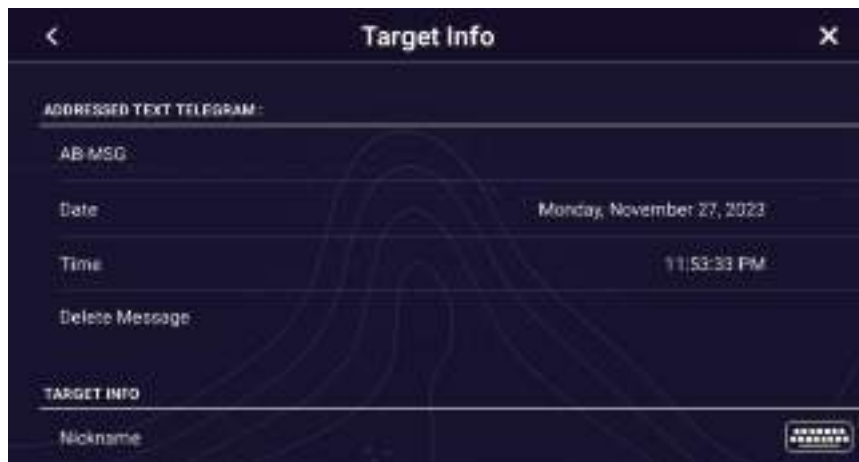 Target Info
ADDRESSED TEXT TELEGRAM :
AB-MSG
Date Monday, November 27, 2023
Time 11:53:33 PM
Delete Message
TARGET INFO
Nickname